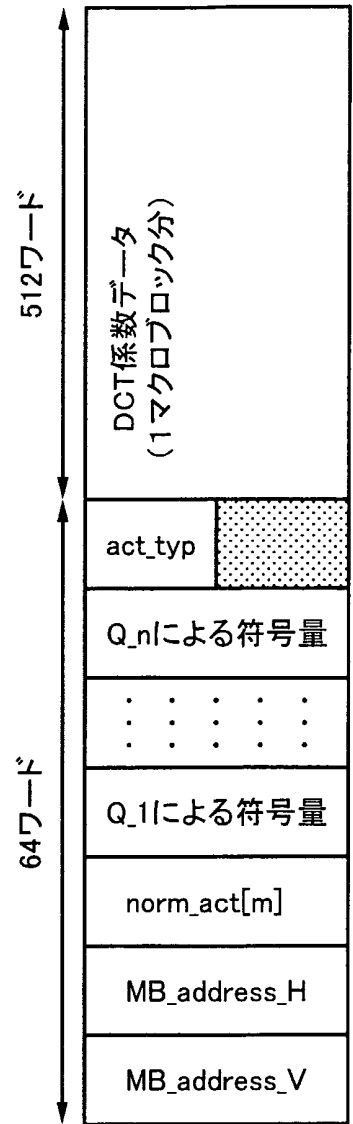 512ワード
DCT係数データ
(1マクロブロック分)
64ワード
act_typ
Q_nによる符号量
Q_1による符号量
norm_act[m]
MB_address_H
MB_address_V